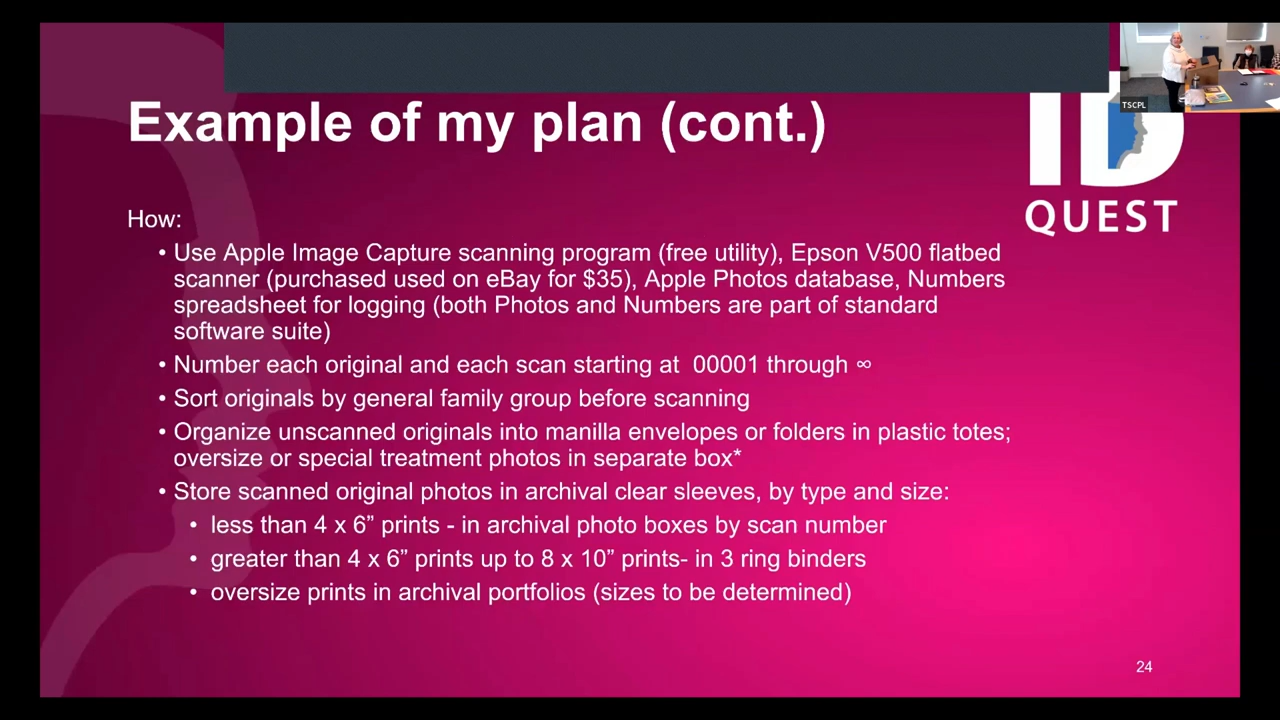 TSCPL
Example of my plan (cont.)
ID
QUEST
How:
• Use Apple Image Capture scanning program (free utility), Epson V500 flatbed
scanner (purchased used on eBay for $35), Apple Photos database, Numbers
spreadsheet for logging (both Photos and Numbers are part of standard
software suite)
• Number each original and each scan starting at  00001 through ∞
• Sort originals by general family group before scanning
• Organize unscanned originals into manilla envelopes or folders in plastic totes;
oversize or special treatment photos in separate box*
• Store scanned original photos in archival clear sleeves, by type and size:
• less than 4 x 6” prints - in archival photo boxes by scan number
• greater than 4 x 6” prints up to 8 x 10” prints- in 3 ring binders
• oversize prints in archival portfolios (sizes to be determined)
24